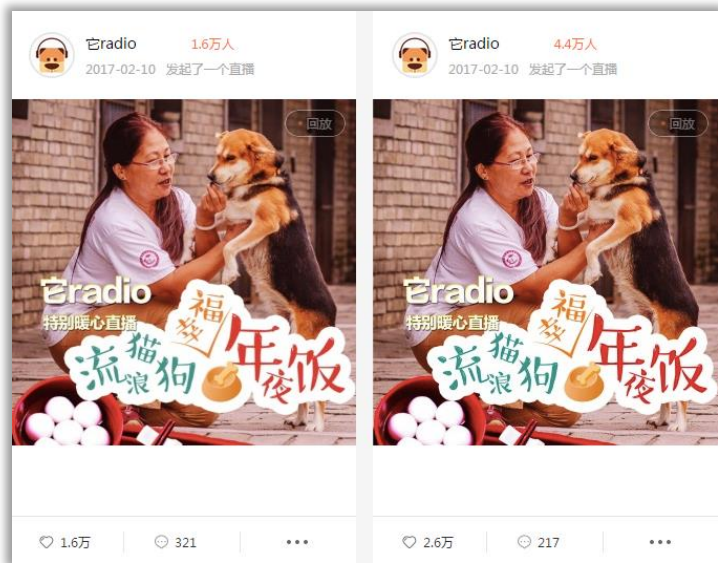 它radio 1.6万人
2017-02-10 发起了一个直播
回放
它radio
特别暖心直播
福
流浪猫狗年夜饭
1.6万 321
它radio 4.4万人
2017-02-10 发起了一个直播
回放
它radio
特别暖心直播
福
流浪猫狗年夜饭
2.6万 217